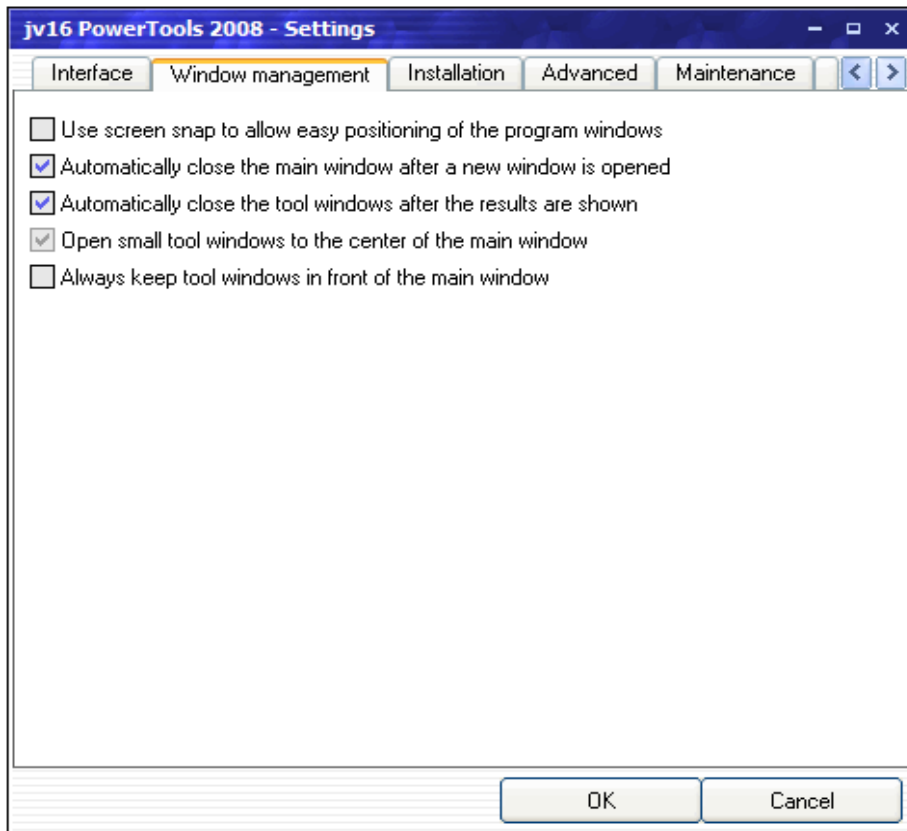 jv16 PowerTools 2008 - Settings
Interface Window management Installation Advanced Maintenance
Use screen snap to allow easy positioning of the program windows
Automatically close the main window after a new window is opened
Automatically close the tool windows after the results are shown
Open small tool windows to the center of the main window
Always keep tool windows in front of the main window
OK Cancel